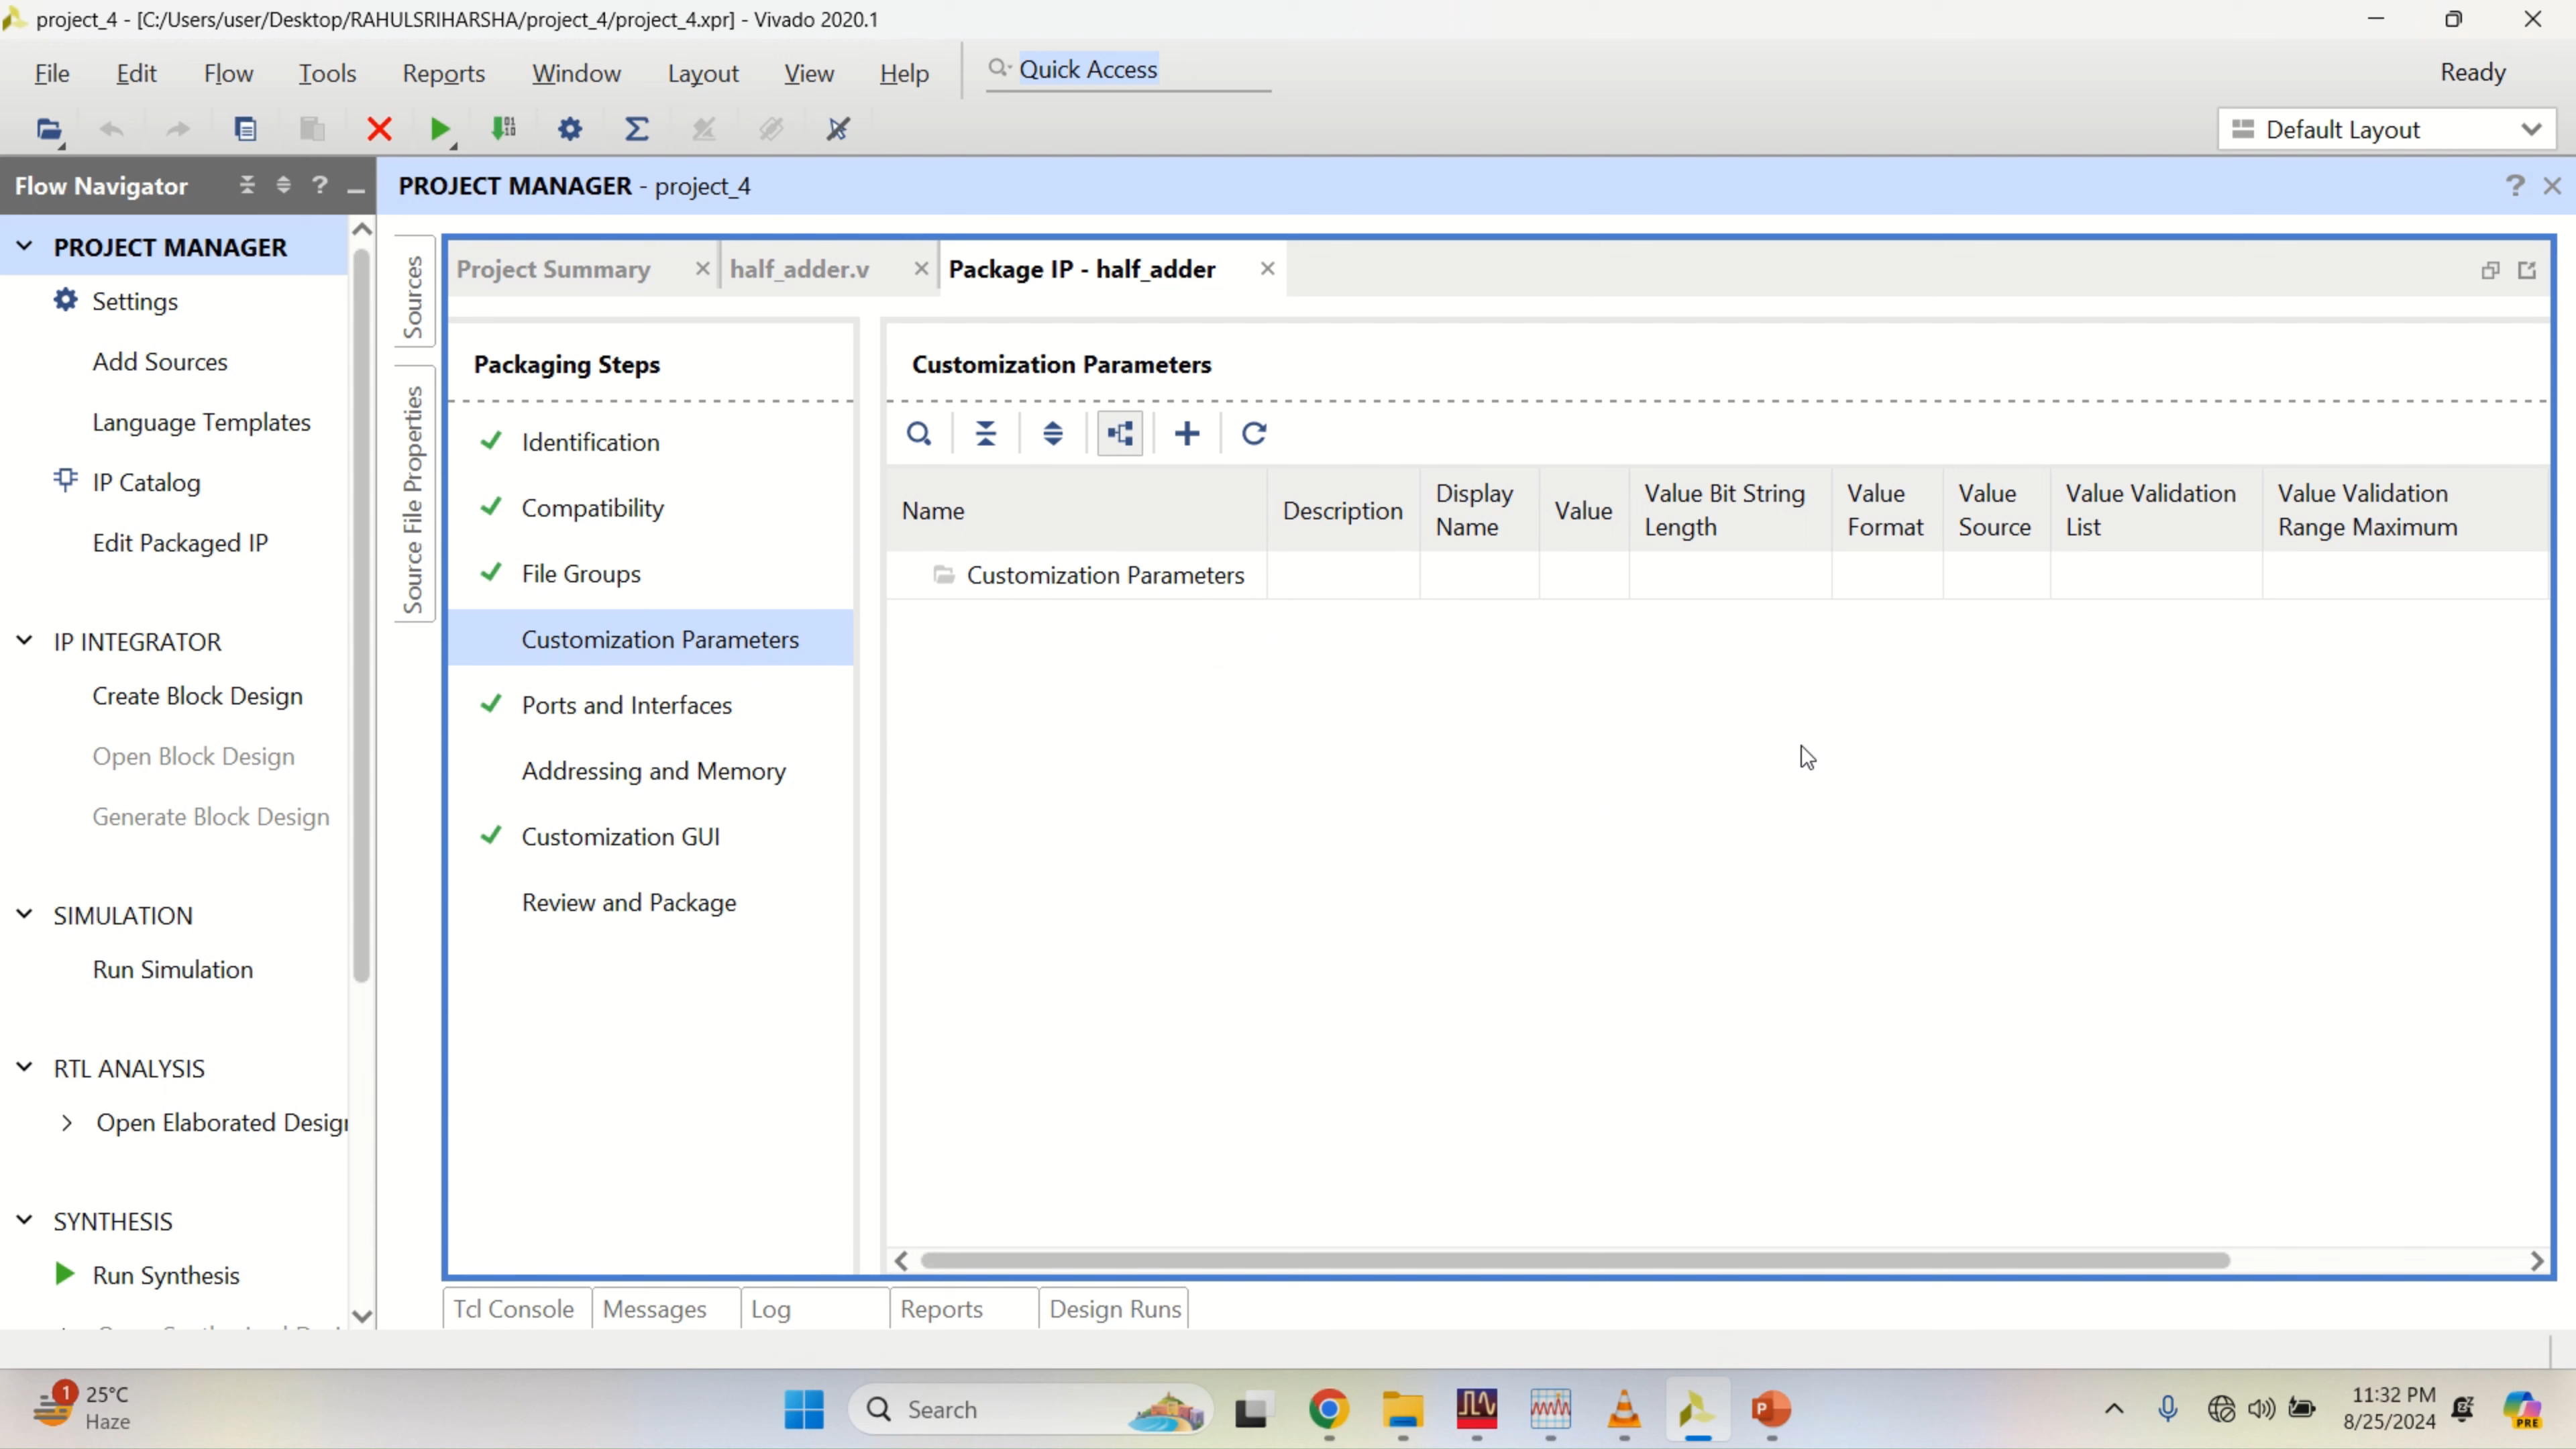 project_4 - [C:/Users/user/Desktop/RAHULSRIHARSHA/project_4/project_4.xpr] - Vivado 2020.1
File Edit Flow Tools Reports Window Layout View Help Quick Access Ready
Default Layout
Flow Navigator ? PROJECT MANAGER - project_4 ?
PROJECT MANAGER
Settings
Add Sources
Language Templates
IP Catalog
Edit Packaged IP
IP INTEGRATOR
Create Block Design
Open Block Design
Generate Block Design
SIMULATION
Run Simulation
RTL ANALYSIS
Open Elaborated Desig
SYNTHESIS
Run Synthesis
Sources
Source File Properties
Project Summary half_adder.v Package IP - half_adder
Packaging Steps
Identification
Compatibility
File Groups
Customization Parameters
Ports and Interfaces
Addressing and Memory
Customization GUI
Review and Package
Customization Parameters
Name Description Display Name Value Value Bit String Length Value Format Value Source Value Validation List Value Validation Range Maximum
Customization Parameters
Tcl Console Messages Log Reports Design Runs
1 25°C
Haze
Search
11:32 PM
8/25/2024
PRE